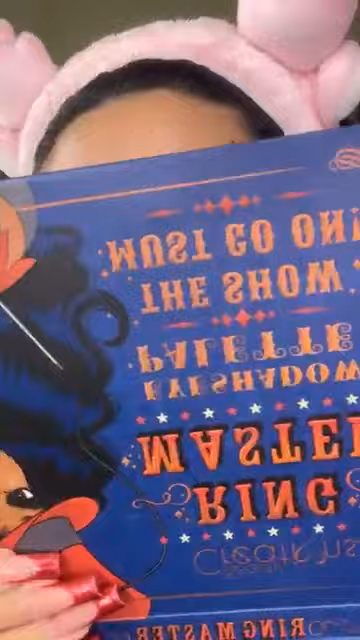 RING MASTER
RING
MASTER
EYESHADOW
PALETTE
THE SHOW
MUST GO ON!